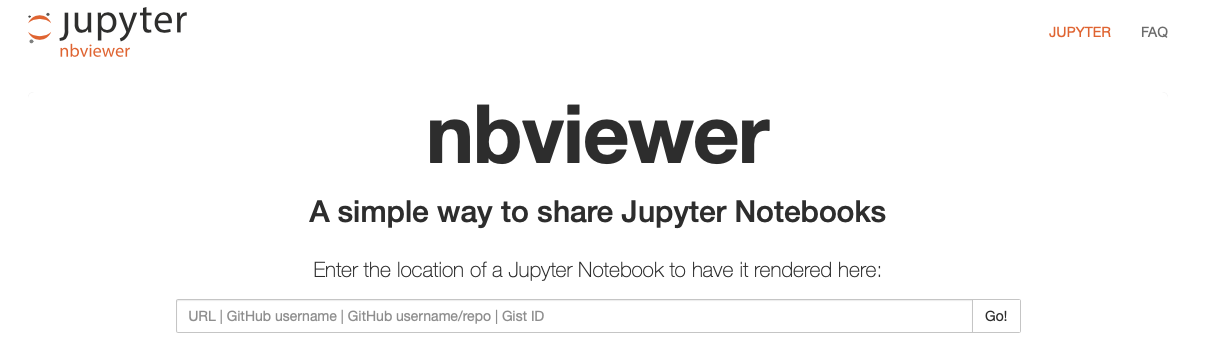 jupyter
nbviewer
JUPYTER FAQ
nbviewer
A simple way to share Jupyter Notebooks
Enter the location of a Jupyter Notebook to have it rendered here:
URL | GitHub username | GitHub username/repo | Gist ID Go!